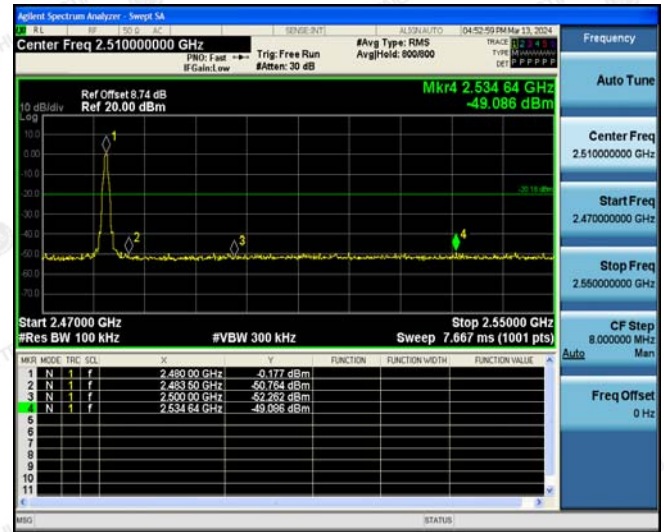 Agilent Spectrum Analyzer - Swept SA
RL RF 50 Ω AC SENSE:INT ALIGNAUTO 04:52:59 PM Mar 13, 2024
Center Freq 2.510000000 GHz
PNO: Fast
IFGain:Low
Trig: Free Run
#Atten: 30 dB
#Avg Type: RMS
Avg|Hold: 800/800
TRACE 1 2 3 4 5 6
TYPE
DET P P P P P P
Frequency
Mkr4 2.534 64 GHz
-49.086 dBm
Ref Offset 8.74 dB
10 dB/div Ref 20.00 dBm
Log
10.0
0.00
-10.0
-20.0
-30.0
-40.0
-50.0
-60.0
-70.0
1
2
3
4
Start 2.47000 GHz
Stop 2.55000 GHz
#Res BW 100 kHz #VBW 300 kHz Sweep 7.667 ms (1001 pts)
MKR MODE TRC SCL X Y FUNCTION FUNCTION WIDTH FUNCTION VALUE
1 N 1 f 2.480 00 GHz -0.177 dBm
2 N 1 f 2.483 50 GHz -50.764 dBm
3 N 1 f 2.500 00 GHz -52.262 dBm
4 N 1 f 2.534 64 GHz -49.086 dBm
5
6
7
8
9
10
11
MSG STATUS
Auto Tune
Center Freq
2.510000000 GHz
Start Freq
2.470000000 GHz
Stop Freq
2.550000000 GHz
CF Step
8.000000 MHz
Auto Man
Freq Offset
0 Hz